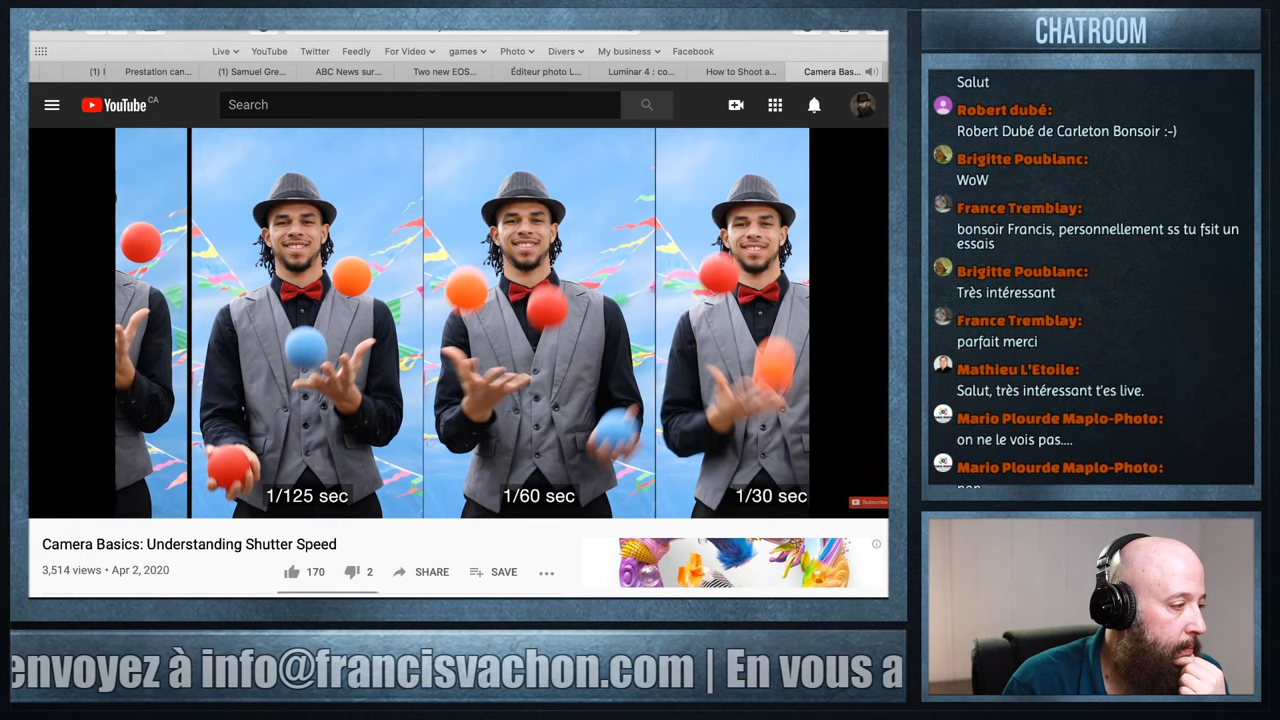 Live YouTube Twitter Feedly For Video games Photo Divers My business Facebook
(1) Prestation can... (1) Samuel Gre... ABC News sur... Two new EOS... Éditeur photo L... Luminar 4 : co... How to Shoot a... Camera Bas...
YouTube CA
Search
1/125 sec
1/60 sec
1/30 sec
Subscribe
Camera Basics: Understanding Shutter Speed
3,514 views • Apr 2, 2020
170
2
SHARE
SAVE
envoyez à info@francisvachon.com | En vous a
CHATROOM
Salut
Robert dubé:
Robert Dubé de Carleton Bonsoir :-)
Brigitte Poublanc:
WoW
France Tremblay:
bonsoir Francis, personnellement ss tu fsit un
essais
Brigitte Poublanc:
Très intéressant
France Tremblay:
parfait merci
Mathieu L'Etoile:
Salut, très intéressant t'es live.
Mario Plourde Maplo-Photo:
on ne le vois pas....
Mario Plourde Maplo-Photo: